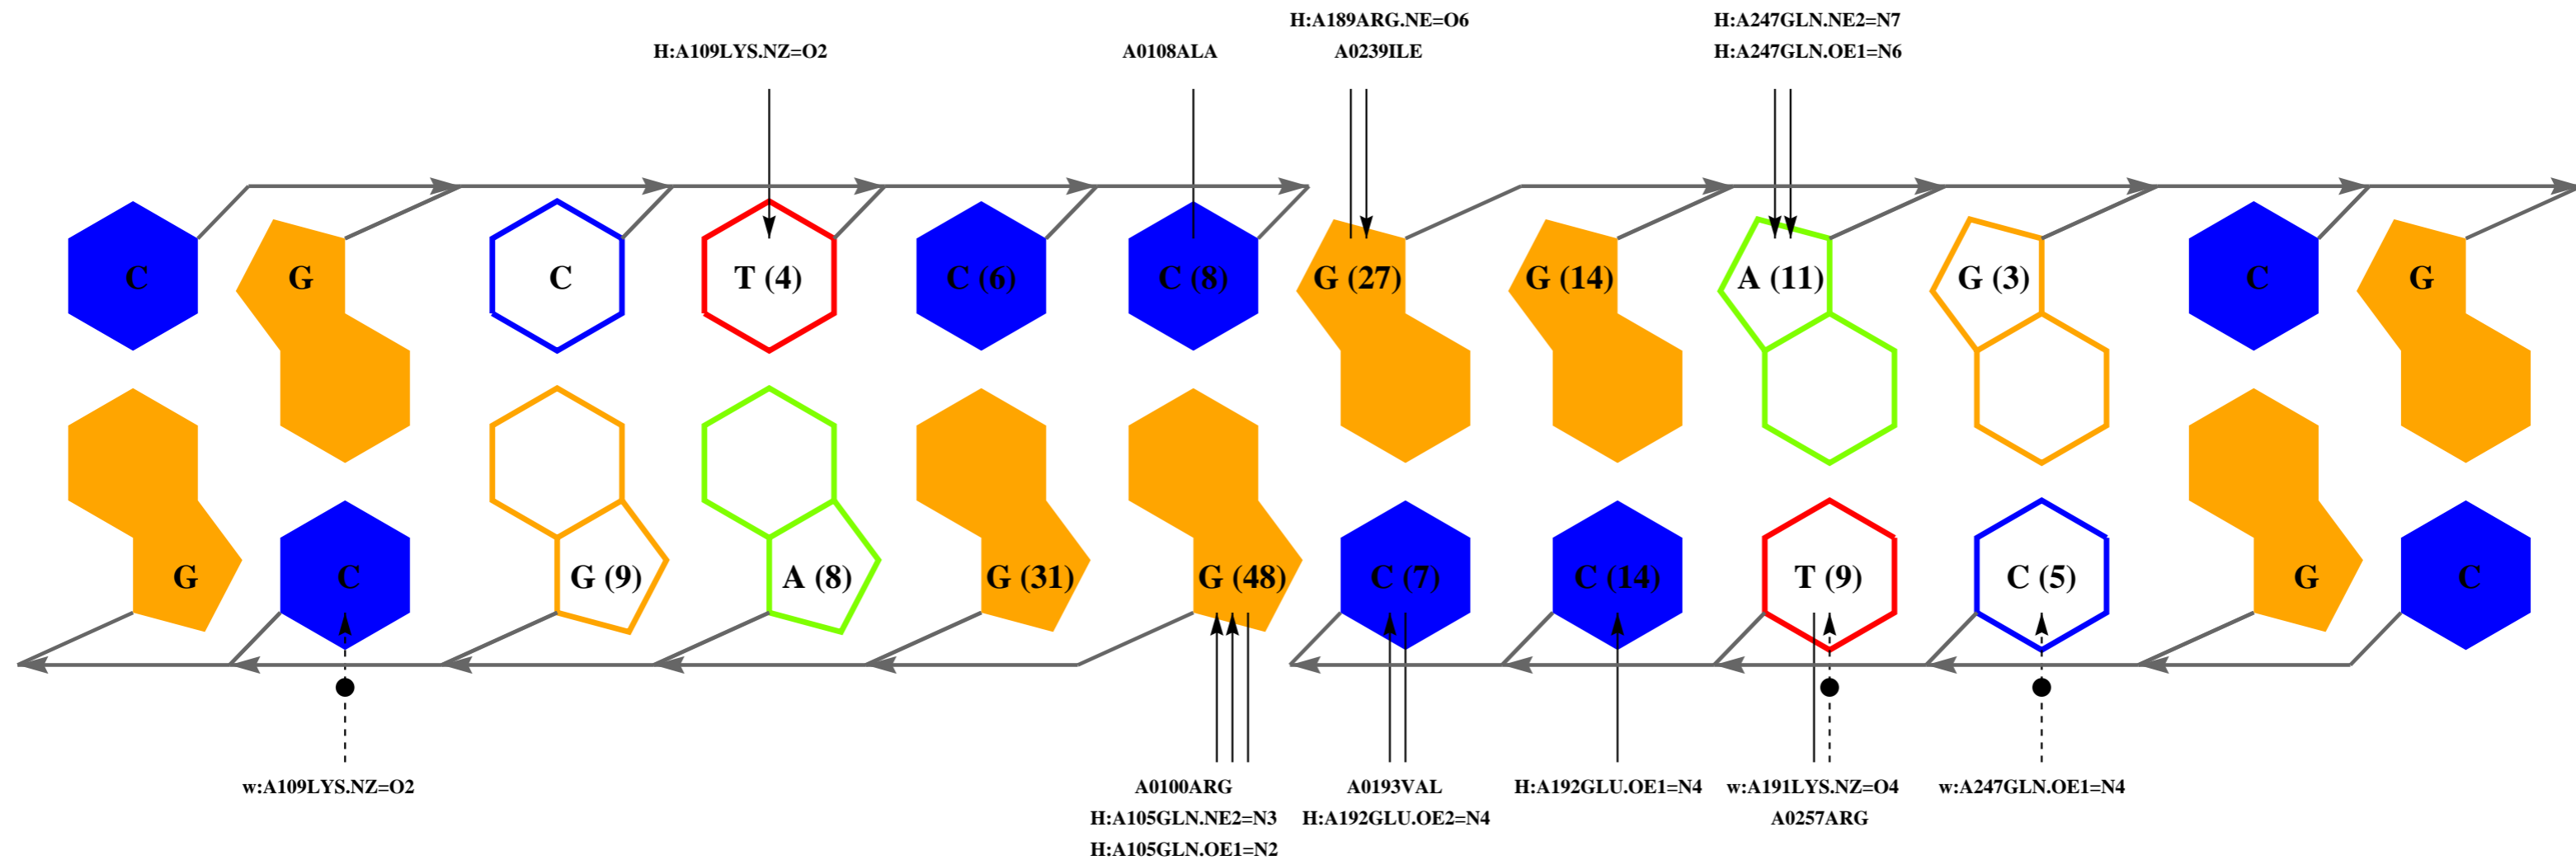 H:A189ARG.NE=O6
H:A247GLN.NE2=N7
H:A109LYS.NZ=O2
A0108ALA
A0239ILE
H:A247GLN.OE1=N6
C
G
C
T (4)
C (6)
C (8)
G (27)
G (14)
A (11)
G (3)
C
G
G
C
G (9)
A (8)
G (31)
G (48)
C (7)
C (14)
T (9)
C (5)
G
C
w:A109LYS.NZ=O2
A0100ARG
A0193VAL
H:A192GLU.OE1=N4
w:A191LYS.NZ=O4
w:A247GLN.OE1=N4
H:A105GLN.NE2=N3
H:A192GLU.OE2=N4
A0257ARG
H:A105GLN.OE1=N2